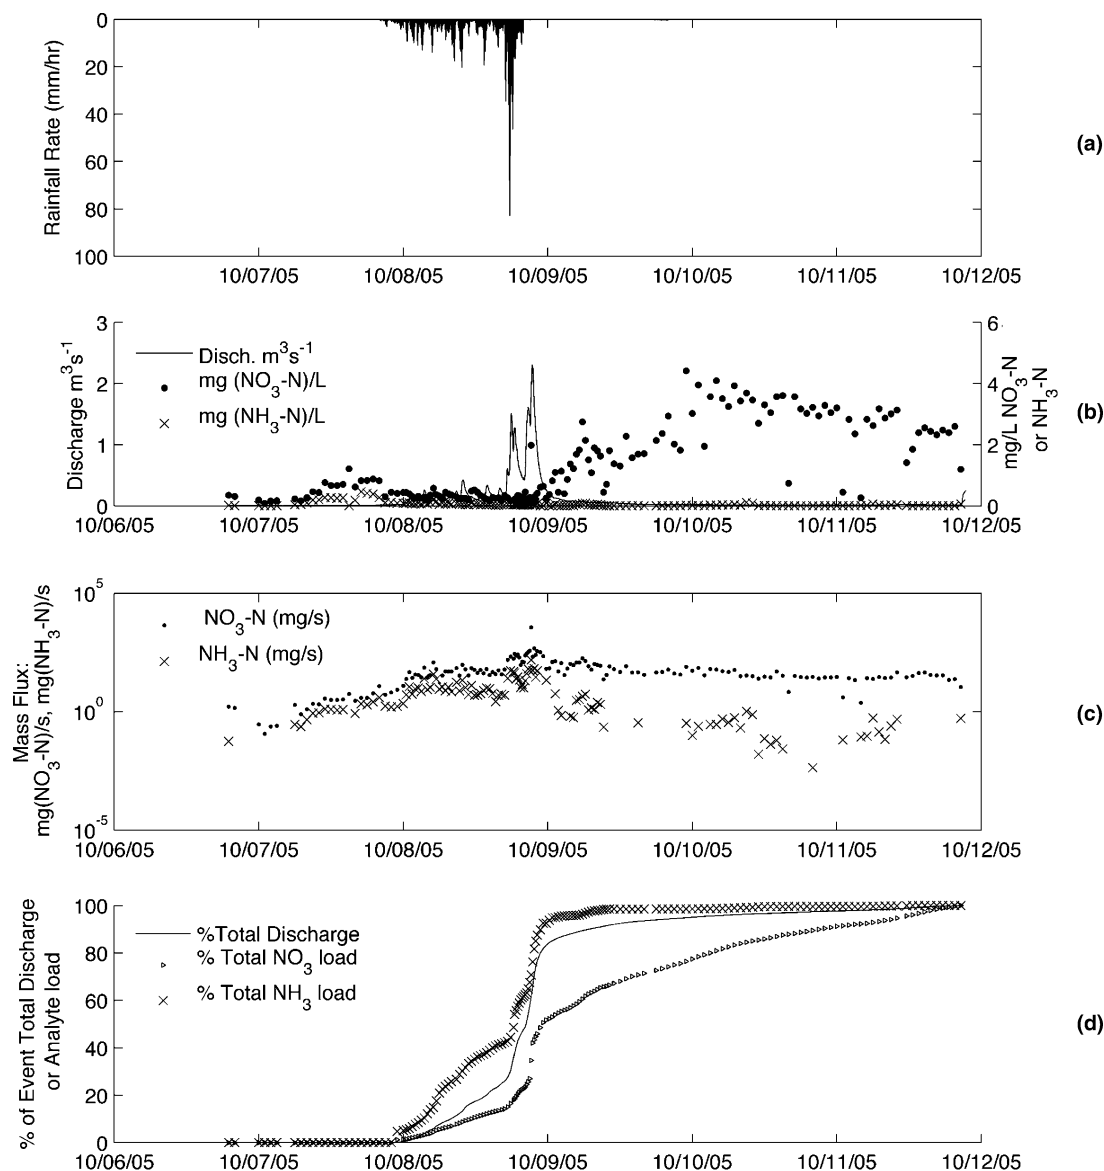 0
20
40
60
80
100
Rainfall Rate (mm/hr)
10/06/05 10/07/05 10/08/05 10/09/05 10/10/05 10/11/05 10/12/05
(a)
3
2
1
0
Discharge m³s⁻¹
Disch. m³s⁻¹
mg (NO₃-N)/L
mg (NH₃-N)/L
6
4
2
0
mg/L NO₃-N
or NH₃-N
10/06/05 10/07/05 10/08/05 10/09/05 10/10/05 10/11/05 10/12/05
(b)
10⁵
10⁰
10⁻⁵
Mass Flux:
mg(NO₃-N)/s, mg(NH₃-N)/s
NO₃-N (mg/s)
NH₃-N (mg/s)
10/06/05 10/07/05 10/08/05 10/09/05 10/10/05 10/11/05 10/12/05
(c)
100
80
60
40
20
0
% of Event Total Discharge
or Analyte load
%Total Discharge
% Total NO₃ load
% Total NH₃ load
10/06/05 10/07/05 10/08/05 10/09/05 10/10/05 10/11/05 10/12/05
(d)